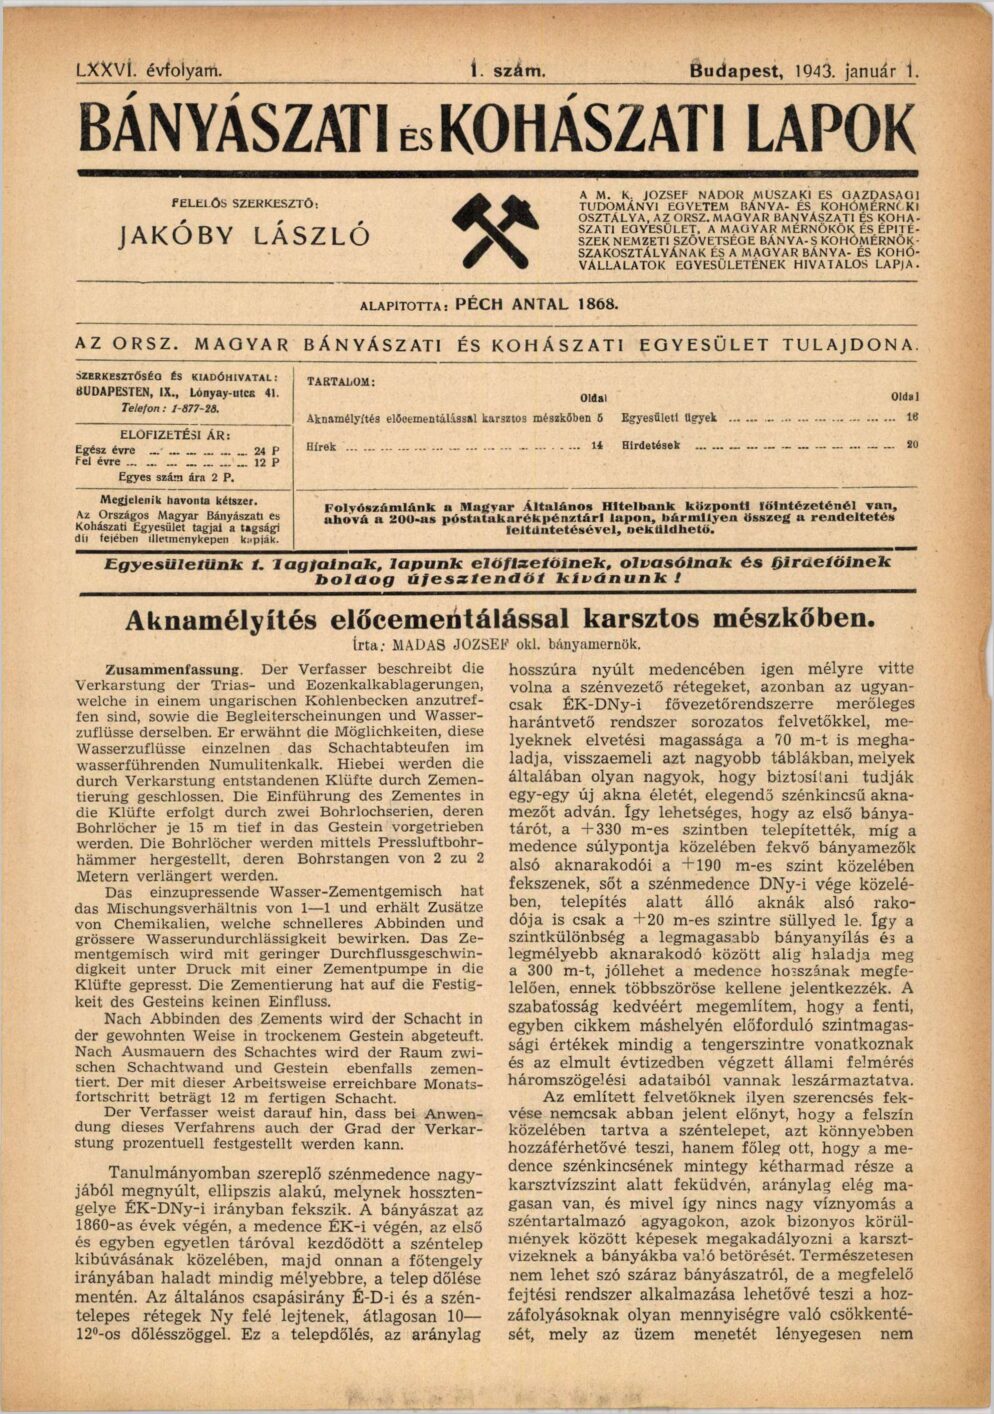 LXXVI. évfolyam.
1. szám.
Budapest, 1943. január 1.
BÁNYÁSZATI ÉS KOHÁSZATI LAPOK
FELELŐS SZERKESZTŐ:
JAKÓBY LÁSZLÓ
A M. K. JOZSEF NÁDOR MŰSZAKI ÉS GAZDASÁGI
TUDOMÁNYI EGYETEM BÁNYA- ÉS KOHÓMÉRNÖKI
OSZTÁLYA, AZ ORSZ. MAGYAR BÁNYÁSZATI ÉS KOHÁ-
SZATI EGYESÜLET, A MAGYAR MÉRNÖKÖK ÉS ÉPITÉ-
SZEK NEMZETI SZÖVETSÉGE BÁNYA- S KOHÓMÉRNÖK-
SZAKOSZTÁLYÁNAK ÉS A MAGYAR BÁNYA- ÉS KOHÓ-
VÁLLALATOK EGYESÜLETÉNEK HIVATALOS LAPJA.
ALAPITOTTA: PÉCH ANTAL 1868.
AZ ORSZ. MAGYAR BÁNYÁSZATI ÉS KOHÁSZATI EGYESÜLET TULAJDONA.
SZERKESZTŐSÉG ÉS KIADÓHIVATAL:
BUDAPESTEN, IX., Lónyay-utca 41.
Telefon: 1-877-28.
ELŐFIZETÉSI ÁR:
Egész évre 24 P
Fél évre 12 P
Egyes szám ára 2 P.
Megjelenik havonta kétszer.
Az Országos Magyar Bányászati és
Kohászati Egyesület tagjai a tagsági
díj fejében illetményképen kapják.
TARTALOM:
Oldal
Oldal
Aknamélyítés előcementálással karsztos mészkőben 5
Egyesületi ügyek 16
Hírek 14
Hirdetések 20
Folyószámlánk a Magyar Általános Hitelbank központi főintézeténél van,
ahová a 200-as póstatakarékpénztári lapon, bármilyen összeg a rendeltetés
feltüntetésével, beküldhető.
Egyesületünk t. Tagjainak, lapunk előfizetőinek, olvasóinak és hirdetőinek
boldog újesztendőt kívánunk!
Aknamélyítés előcementálással karsztos mészkőben.
Írta: MADAS JOZSEF okl. bányamernök.
Zusammenfassung. Der Verfasser beschreibt die
Verkarstung der Trias- und Eozenkalkablagerungen,
welche in einem ungarischen Kohlenbecken anzutref-
fen sind, sowie die Begleiterscheinungen und Wasser-
zuflüsse derselben. Er erwähnt die Möglichkeiten, diese
Wasserzuflüsse einzelnen das Schachtabteufen im
wasserführenden Numulitenkalk. Hiebei werden die
durch Verkarstung entstandenen Klüfte durch Zemen-
tierung geschlossen. Die Einführung des Zementes in
die Klüfte erfolgt durch zwei Bohrlochserien, deren
Bohrlöcher je 15 m tief in das Gestein vorgetrieben
werden. Die Bohrlöcher werden mittels Pressluftbohr-
hämmer hergestellt, deren Bohrstangen von 2 zu 2
Metern verlängert werden.
Das einzupressende Wasser-Zementgemisch hat
das Mischungsverhältnis von 1—1 und erhält Zusätze
von Chemikalien, welche schnelleres Abbinden und
grössere Wasserundurchlässigkeit bewirken. Das Ze-
mentgemisch wird mit geringer Durchflussgeschwin-
digkeit unter Druck mit einer Zementpumpe in die
Klüfte gepresst. Die Zementierung hat auf die Festig-
keit des Gesteins keinen Einfluss.
Nach Abbinden des Zements wird der Schacht in
der gewohnten Weise in trockenem Gestein abgeteuft.
Nach Ausmauern des Schachtes wird der Raum zwi-
schen Schachtwand und Gestein ebenfalls zemen-
tiert. Der mit dieser Arbeitsweise erreichbare Monats-
fortschritt beträgt 12 m fertigen Schacht.
Der Verfasser weist darauf hin, dass bei Anwen-
dung dieses Verfahrens auch der Grad der Verkar-
stung prozentuell festgestellt werden kann.
Tanulmányomban szereplő szénmedence nagy-
jából megnyúlt, ellipszis alakú, melynek hosszten-
gelye ÉK-DNy-i irányban fekszik. A bányászat az
1860-as évek végén, a medence ÉK-i végén, az első
és egyben egyetlen táróval kezdődött a széntelep
kibúvásának közelében, majd onnan a főtengely
irányában haladt mindig mélyebbre, a telep dőlése
mentén. Az általános csapásirány É-D-i és a szén-
telepes rétegek Ny felé lejtenek, átlagosan 10—
12⁰-os dőlésszöggel. Ez a telepdőlés, az aránylag
hosszúra nyúlt medencében igen mélyre vitte
volna a szénvezető rétegeket, azonban az ugyan-
csak ÉK-DNy-i fővezetőrendszerre merőleges
harántvető rendszer sorozatos felvetőkkel, me-
lyeknek elvetési magassága a 70 m-t is megha-
ladja, visszaemeli azt nagyobb táblákban, melyek
általában olyan nagyok, hogy biztosítani tudják
egy-egy új akna életét, elegendő szénkincsű akna-
mezőt adván. Így lehetséges, hogy az első bánya-
tárót, a +330 m-es szintben telepítették, míg a
medence súlypontja közelében fekvő bányamezők
alsó aknarakodói a +190 m-es szint közelében
fekszenek, sőt a szénmedence DNy-i vége közelé-
ben, telepítés alatt álló aknák alsó rako-
dója is csak a +20 m-es szintre süllyed le. Így a
szintkülönbség a legmagasabb bányanyílás és a
legmélyebb aknarakodó között alig haladja meg
a 300 m-t, jóllehet a medence hosszának megfe-
lelően, ennek többszöröse kellene jelentkezzék. A
szabatosság kedvéért megemlítem, hogy a fenti,
egyben cikkem máshelyén előforduló szintmagas-
sági értékek mindig a tengerszintre vonatkoznak
és az elmult évtizedben végzett állami felmérés
háromszögelési adataiból vannak leszármaztatva.
Az említett felvetőknek ilyen szerencsés fek-
vése nemcsak abban jelent előnyt, hogy a felszín
közelében tartva a széntelepet, azt könnyebben
hozzáférhetővé teszi, hanem főleg ott, hogy a me-
dence szénkincsének mintegy kétharmad része a
karsztvízszint alatt feküdvén, aránylag elég ma-
gasan van, és mivel így nincs nagy víznyomás a
széntartalmazó agyagokon, azok bizonyos körül-
mények között képesek megakadályozni a karszt-
vizeknek a bányákba való betörését. Természetesen
nem lehet szó száraz bányászatról, de a megfelelő
fejtési rendszer alkalmazása lehetővé teszi a hoz-
záfolyásoknak olyan mennyiségre való csökkenté-
sét, mely az üzem menetét lényegesen nem